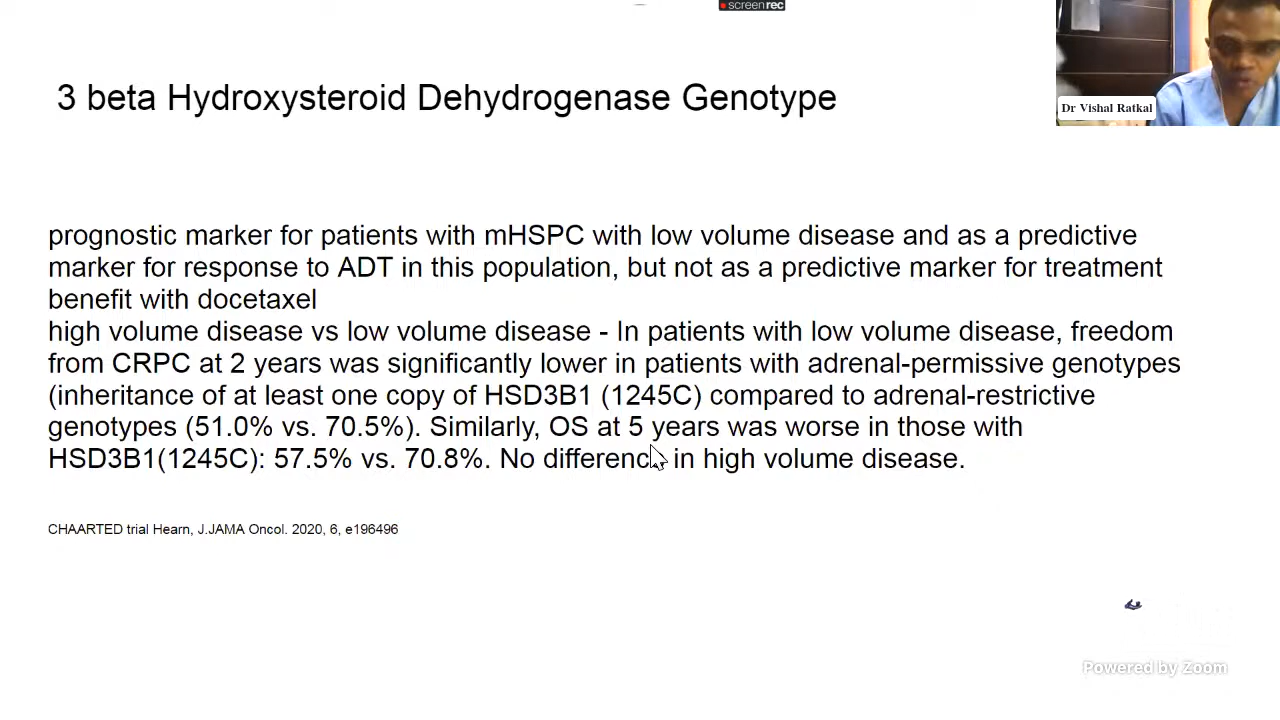 screenrec
Dr Vishal Ratkal
3 beta Hydroxysteroid Dehydrogenase Genotype
prognostic marker for patients with mHSPC with low volume disease and as a predictive
marker for response to ADT in this population, but not as a predictive marker for treatment
benefit with docetaxel
high volume disease vs low volume disease - In patients with low volume disease, freedom
from CRPC at 2 years was significantly lower in patients with adrenal-permissive genotypes
(inheritance of at least one copy of HSD3B1 (1245C) compared to adrenal-restrictive
genotypes (51.0% vs. 70.5%). Similarly, OS at 5 years was worse in those with
HSD3B1(1245C): 57.5% vs. 70.8%. No difference in high volume disease.
CHAARTED trial Hearn, J.JAMA Oncol. 2020, 6, e196496
Powered by Zoom